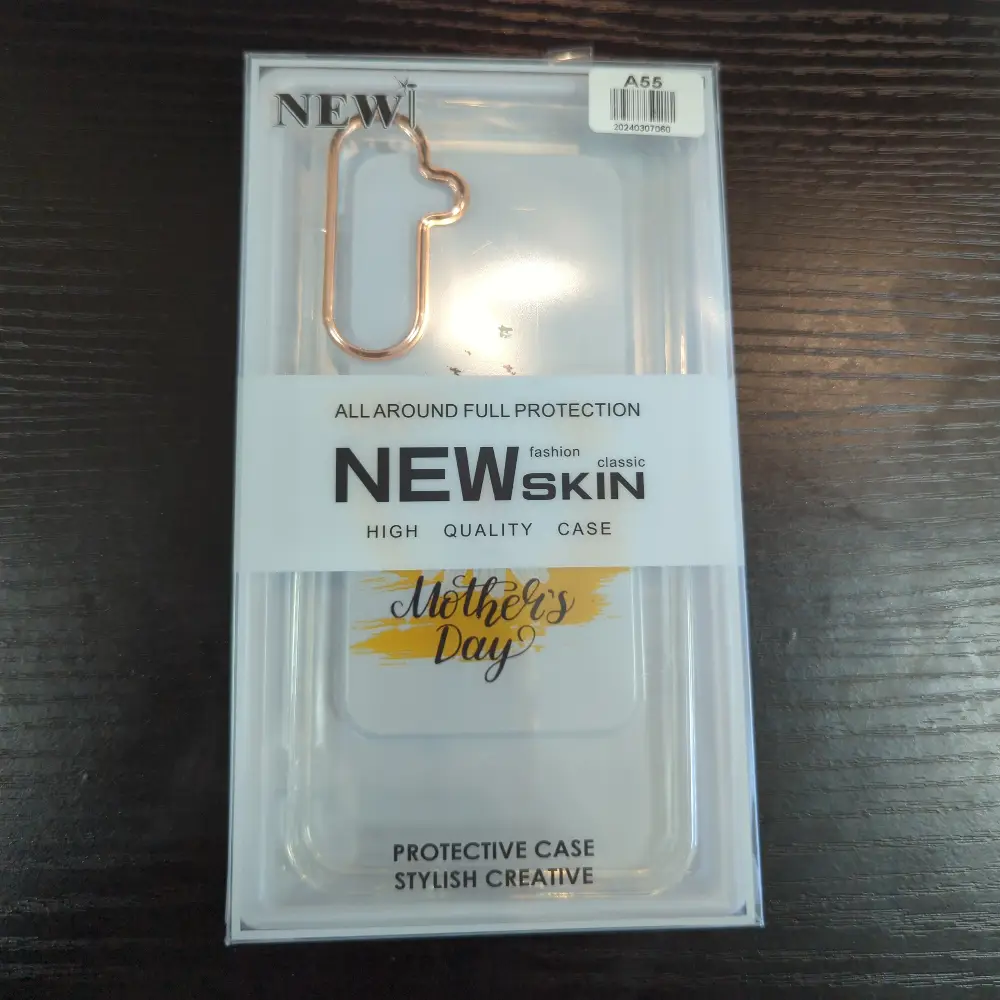 NEW
A55
20240307060
ALL AROUND FULL PROTECTION
NEW fashion classic
SKIN
HIGH QUALITY CASE
Mother's
Day
PROTECTIVE CASE
STYLISH CREATIVE